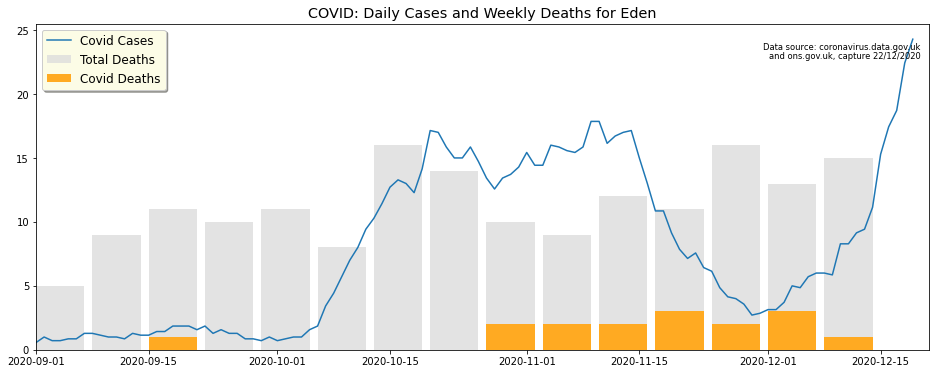 COVID: Daily Cases and Weekly Deaths for Eden
25
20
15
10
5
0
Covid Cases
Total Deaths
Covid Deaths
Data source: coronavirus.data.gov.uk
and ons.gov.uk, capture 22/12/2020
2020-09-01
2020-09-15
2020-10-01
2020-10-15
2020-11-01
2020-11-15
2020-12-01
2020-12-15